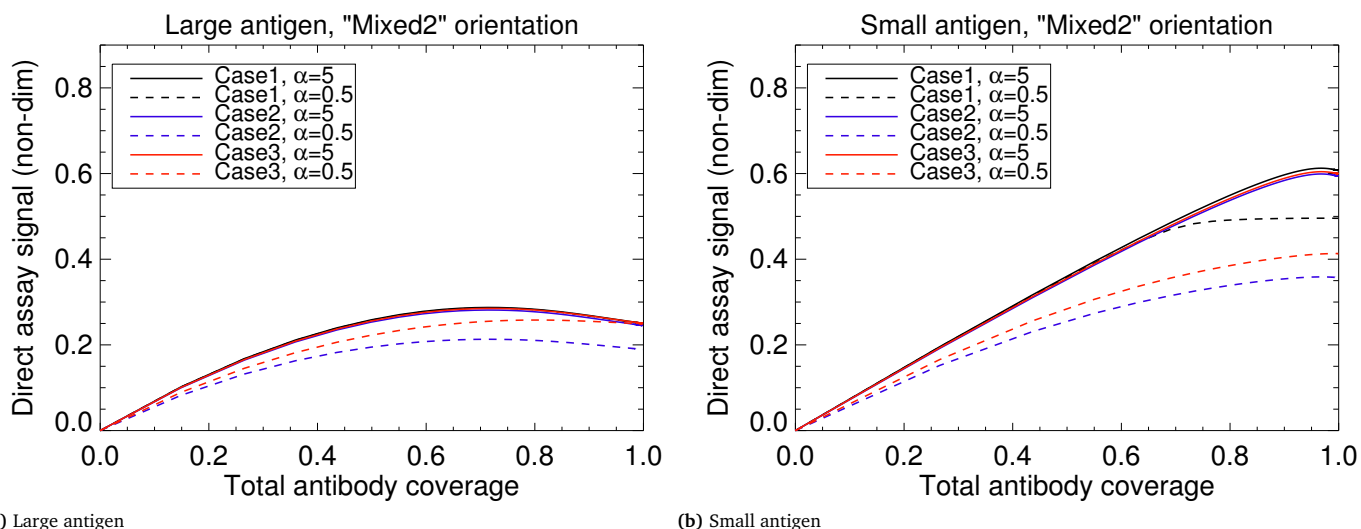 Large antigen, "Mixed2" orientation
Direct assay signal (non-dim)
0.8
0.6
0.4
0.2
0.0
Case1, α=5
Case1, α=0.5
Case2, α=5
Case2, α=0.5
Case3, α=5
Case3, α=0.5
0.0 0.2 0.4 0.6 0.8 1.0
Total antibody coverage
) Large antigen
Small antigen, "Mixed2" orientation
Direct assay signal (non-dim)
0.8
0.6
0.4
0.2
0.0
Case1, α=5
Case1, α=0.5
Case2, α=5
Case2, α=0.5
Case3, α=5
Case3, α=0.5
0.0 0.2 0.4 0.6 0.8 1.0
Total antibody coverage
(b) Small antigen